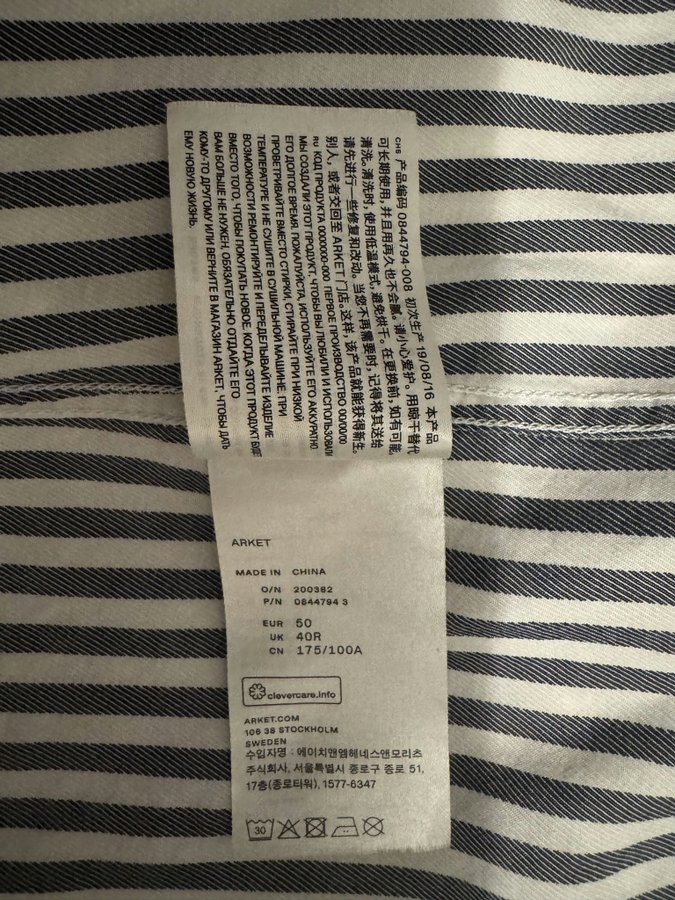 CHS 产品编码 0844794-008 初次生产 19/08/16 本产品
可长期使用，并且用再久也不会腻。请小心爱护。用晾干替代
清洗。清洗时，使用低温模式，避免烘干。在更换前，如有可能，
请先进行一些修复和改动。当您不再需要时，记得将其送给
别人，或者交回至 ARKET 门店。这样，该产品就能获得新生。
RU КОД ПРОДУКТА 0000000-000 ПЕРВОЕ ПРОИЗВОДСТВО 00/00/00
МЫ СОЗДАЛИ ЭТОТ ПРОДУКТ, ЧТОБЫ ВЫ ЛЮБИЛИ И ИСПОЛЬЗОВАЛИ
ЕГО ДОЛГОЕ ВРЕМЯ. ПОЖАЛУЙСТА, ИСПОЛЬЗУЙТЕ ЕГО АККУРАТНО.
ПРОВЕТРИВАЙТЕ ВМЕСТО СТИРКИ, СТИРАЙТЕ ПРИ НИЗКОЙ
ТЕМПЕРАТУРЕ И НЕ СУШИТЕ В СУШИЛЬНОЙ МАШИНЕ. ПРИ
ВОЗМОЖНОСТИ РЕМОНТИРУЙТЕ И ПЕРЕДЕЛЫВАЙТЕ ИЗДЕЛИЕ
ВМЕСТО ТОГО, ЧТОБЫ ПОКУПАТЬ НОВОЕ. КОГДА ЭТОТ ПРОДУКТ БУДЕТ
ВАМ БОЛЬШЕ НЕ НУЖЕН, ОБЯЗАТЕЛЬНО ОТДАЙТЕ ЕГО
КОМУ-ТО ДРУГОМУ ИЛИ ВЕРНИТЕ В МАГАЗИН ARKET, ЧТОБЫ ДАТЬ
ЕМУ НОВУЮ ЖИЗНЬ.
ARKET
MADE IN CHINA
O/N 200382
P/N 0844794 3
EUR 50
UK 40R
CN 175/100A
clevercare.info
ARKET.COM
106 38 STOCKHOLM
SWEDEN
수입자명 : 에이치앤엠헤네스앤모리츠
주식회사, 서울특별시 종로구 종로 51,
17층(종로타워), 1577-6347
30